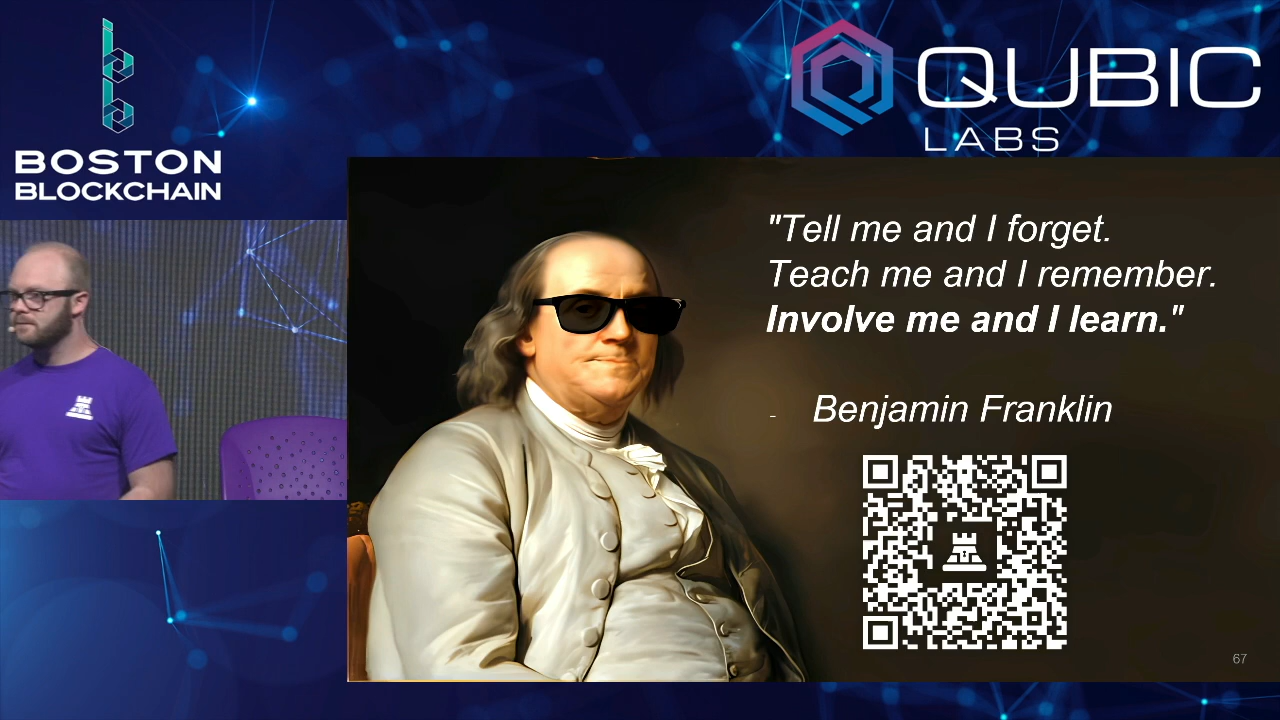 BOSTON
BLOCKCHAIN
QUBIC
LABS
"Tell me and I forget.
Teach me and I remember.
Involve me and I learn."
- Benjamin Franklin
67